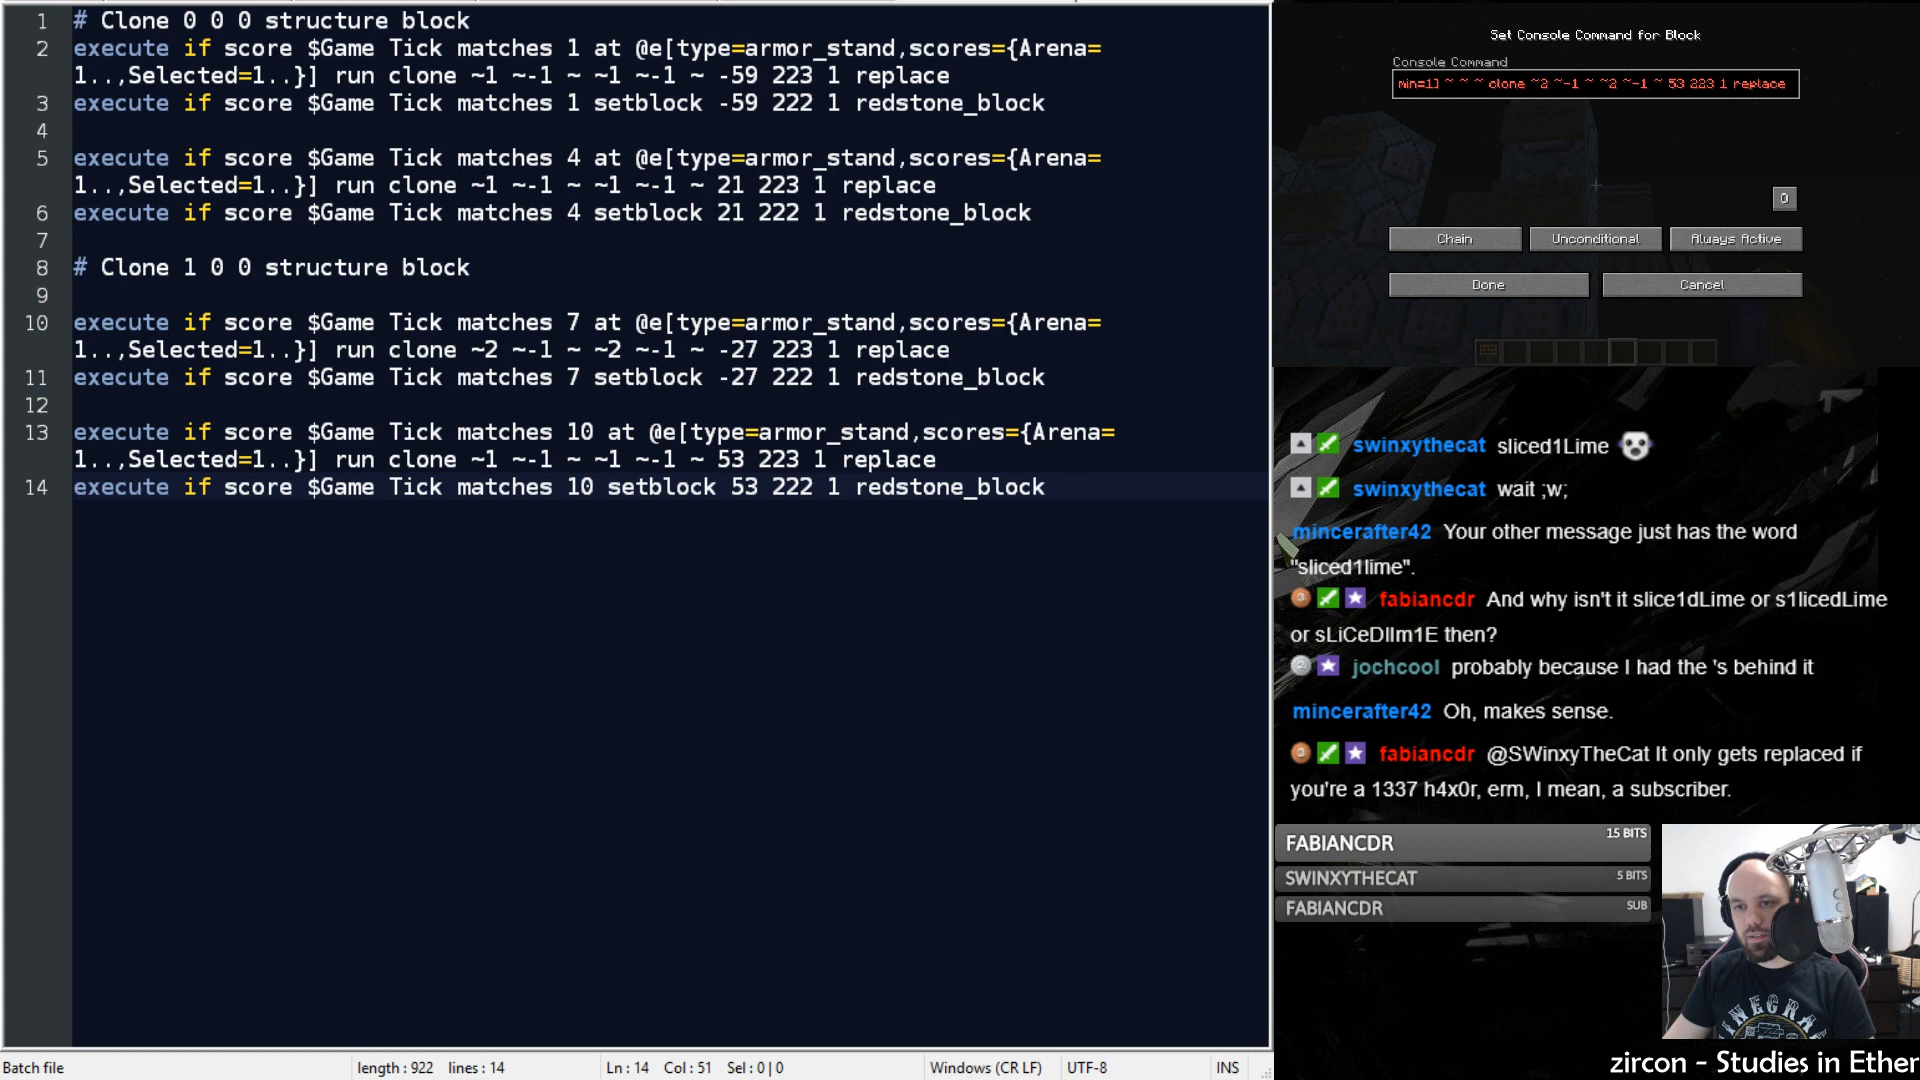 1 # Clone 0 0 0 structure block
2 execute if score $Game Tick matches 1 at @e[type=armor_stand,scores={Arena=
1..,Selected=1..}] run clone ~1 ~-1 ~ ~1 ~-1 ~ -59 223 1 replace
3 execute if score $Game Tick matches 1 setblock -59 222 1 redstone_block
4
5 execute if score $Game Tick matches 4 at @e[type=armor_stand,scores={Arena=
1..,Selected=1..}] run clone ~1 ~-1 ~ ~1 ~-1 ~ 21 223 1 replace
6 execute if score $Game Tick matches 4 setblock 21 222 1 redstone_block
7
8 # Clone 1 0 0 structure block
9
10 execute if score $Game Tick matches 7 at @e[type=armor_stand,scores={Arena=
1..,Selected=1..}] run clone ~2 ~-1 ~ ~2 ~-1 ~ -27 223 1 replace
11 execute if score $Game Tick matches 7 setblock -27 222 1 redstone_block
12
13 execute if score $Game Tick matches 10 at @e[type=armor_stand,scores={Arena=
1..,Selected=1..}] run clone ~1 ~-1 ~ ~1 ~-1 ~ 53 223 1 replace
14 execute if score $Game Tick matches 10 setblock 53 222 1 redstone_block
Batch file length : 922 lines : 14 Ln : 14 Col : 51 Sel : 0 | 0 Windows (CR LF) UTF-8 INS
Set Console Command for Block
Console Command
min=1] ~ ~ ~ clone ~2 ~-1 ~ ~2 ~-1 ~ 53 223 1 replace
0
Chain Unconditional Always Active
Done Cancel
swinxythecat sliced1Lime
swinxythecat wait ;w;
mincerafter42 Your other message just has the word
"sliced1lime".
fabiancdr And why isn't it slice1dLime or s1licedLime
or sLiCeDlIm1E then?
jochcool probably because I had the 's behind it
mincerafter42 Oh, makes sense.
fabiancdr @SWinxyTheCat It only gets replaced if
you're a 1337 h4x0r, erm, I mean, a subscriber.
FABIANCDR 15 BITS
SWINXYTHECAT 5 BITS
FABIANCDR SUB
zircon - Studies in Ether